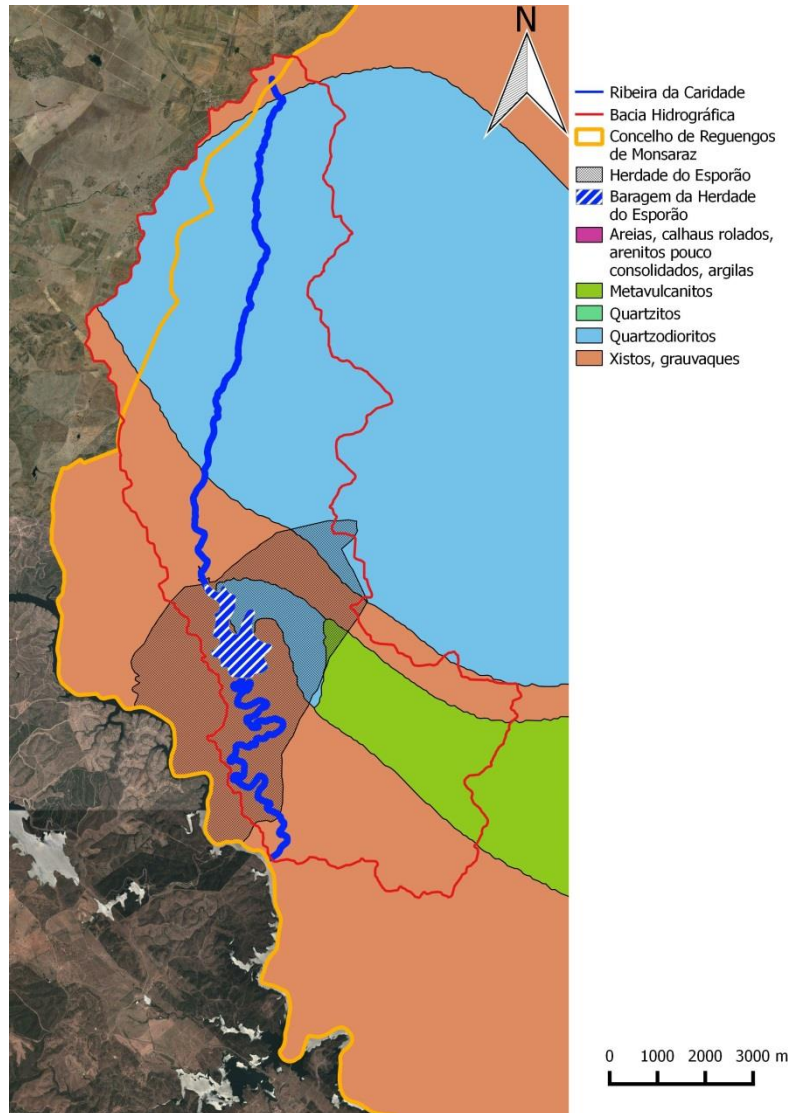 N
Ribeira da Caridade
Bacia Hidrográfica
Concelho de Reguengos
de Monsaraz
Herdade do Esporão
Baragem da Herdade
do Esporão
Areias, calhaus rolados,
arenitos pouco
consolidados, argilas
Metavulcanitos
Quartzitos
Quartzodioritos
Xistos, grauvaques
0 1000 2000 3000 m